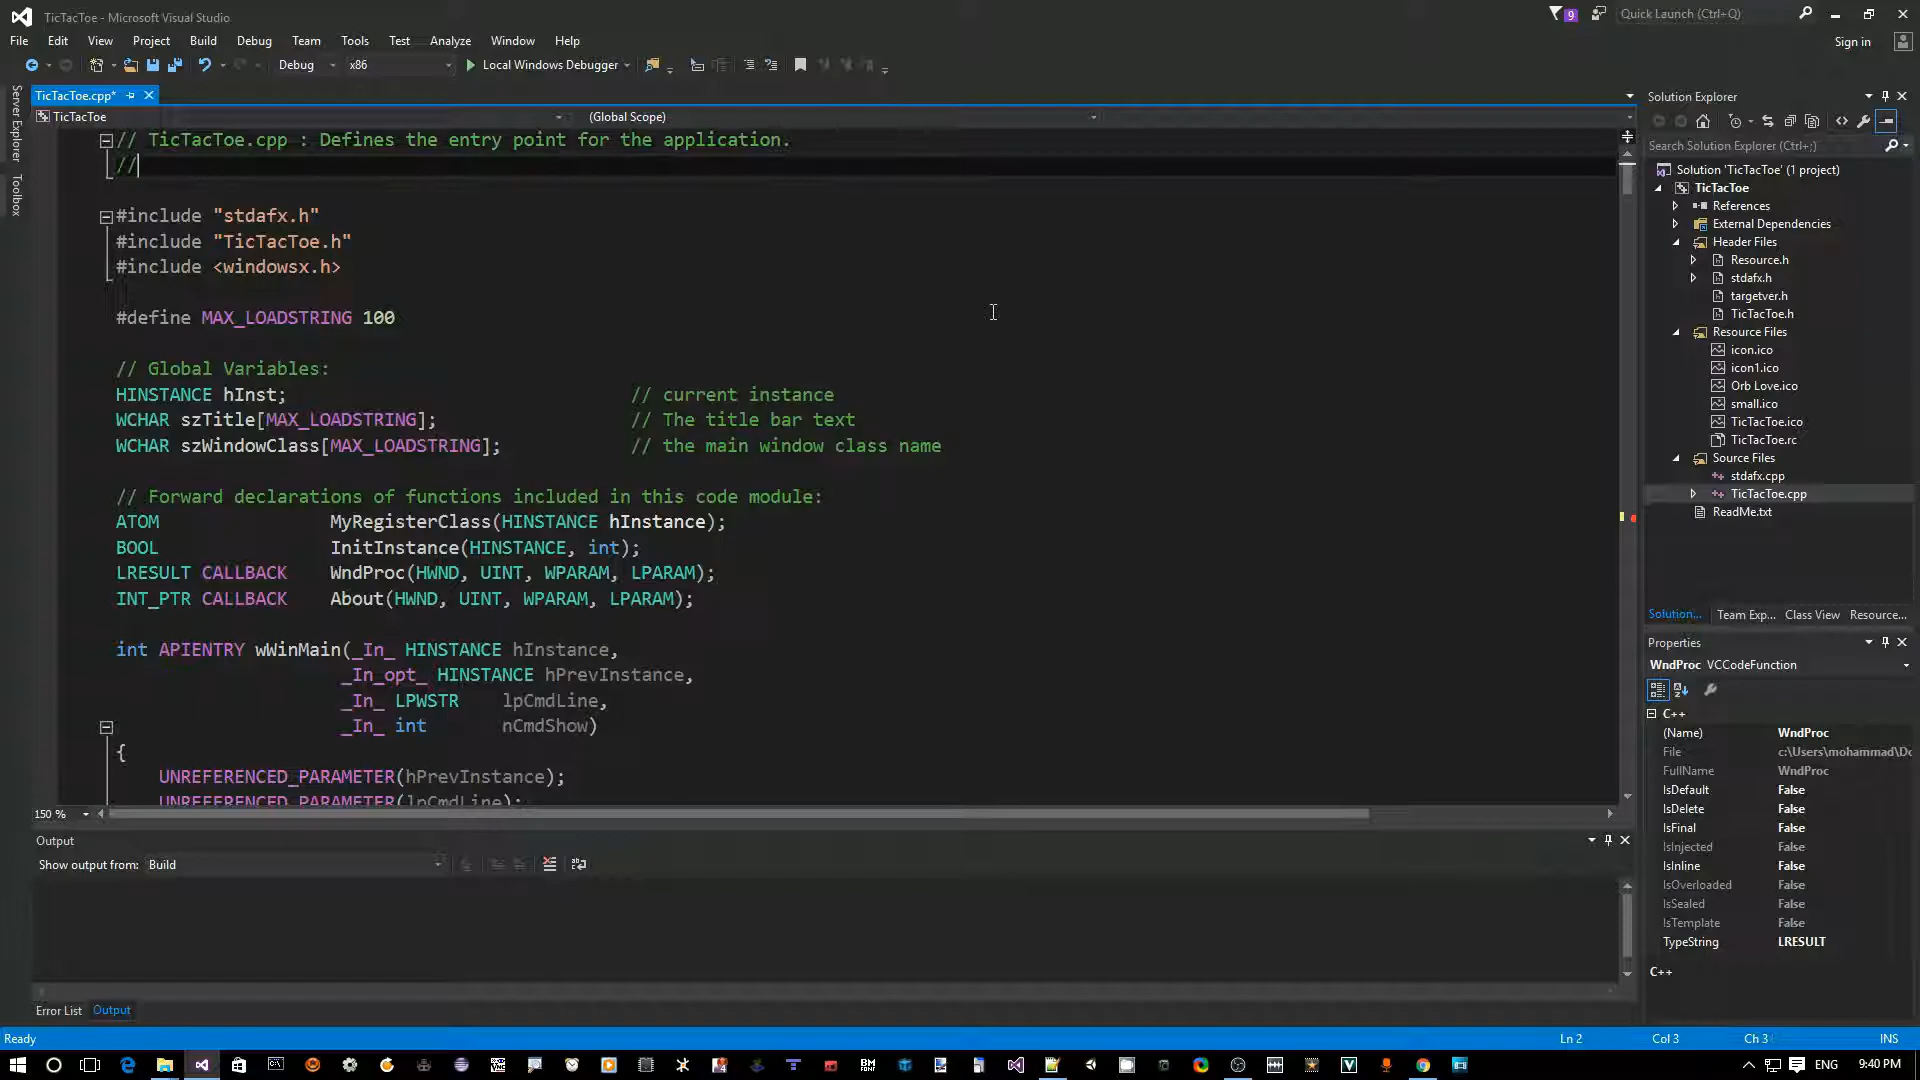 TicTacToe - Microsoft Visual Studio
9
Quick Launch (Ctrl+Q)
File Edit View Project Build Debug Team Tools Test Analyze Window Help
Sign in
Debug x86 Local Windows Debugger
Server Explorer
Toolbox
TicTacToe.cpp*
TicTacToe (Global Scope)
// TicTacToe.cpp : Defines the entry point for the application.
//
#include "stdafx.h"
#include "TicTacToe.h"
#include <windowsx.h>
#define MAX_LOADSTRING 100
// Global Variables:
HINSTANCE hInst; // current instance
WCHAR szTitle[MAX_LOADSTRING]; // The title bar text
WCHAR szWindowClass[MAX_LOADSTRING]; // the main window class name
// Forward declarations of functions included in this code module:
ATOM MyRegisterClass(HINSTANCE hInstance);
BOOL InitInstance(HINSTANCE, int);
LRESULT CALLBACK WndProc(HWND, UINT, WPARAM, LPARAM);
INT_PTR CALLBACK About(HWND, UINT, WPARAM, LPARAM);
int APIENTRY wWinMain(_In_ HINSTANCE hInstance,
_In_opt_ HINSTANCE hPrevInstance,
_In_ LPWSTR lpCmdLine,
_In_ int nCmdShow)
{
UNREFERENCED_PARAMETER(hPrevInstance);
UNREFERENCED_PARAMETER(lpCmdLine);
150 %
Output
Show output from: Build
Error List Output
Solution Explorer
Search Solution Explorer (Ctrl+;)
Solution 'TicTacToe' (1 project)
TicTacToe
References
External Dependencies
Header Files
Resource.h
stdafx.h
targetver.h
TicTacToe.h
Resource Files
icon.ico
icon1.ico
Orb Love.ico
small.ico
TicTacToe.ico
TicTacToe.rc
Source Files
stdafx.cpp
TicTacToe.cpp
ReadMe.txt
Solution... Team Exp... Class View Resource...
Properties
WndProc VCCodeFunction
C++
(Name) WndProc
File c:\Users\mohammad\Do
FullName WndProc
IsDefault False
IsDelete False
IsFinal False
IsInjected False
IsInline False
IsOverloaded False
IsSealed False
IsTemplate False
TypeString LRESULT
C++
Ready Ln 2 Col 3 Ch 3 INS
ENG 9:40 PM